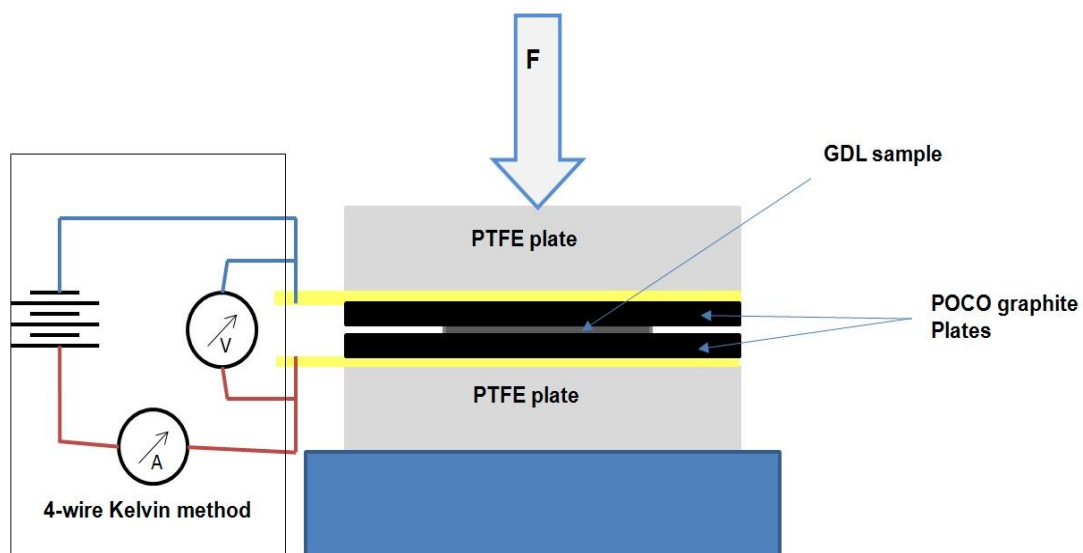 F
GDL sample
PTFE plate
POCO graphite
Plates
V
PTFE plate
A
4-wire Kelvin method